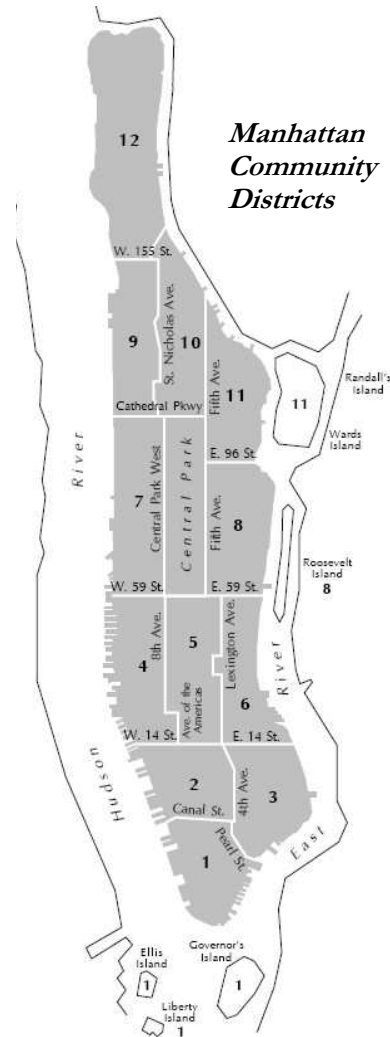 Manhattan
Community
Districts
12
W. 155 St.
9
St. Nicholas Ave.
10
Fifth Ave.
11
11
Randall's
Island
Wards
Island
Cathedral Pkwy
E. 96 St.
River
7
Central Park West
Central Park
Fifth Ave.
8
Roosevelt
Island
8
W. 59 St.
E. 59 St.
4
8th Ave.
5
Ave. of the
Americas
Lexington Ave.
6
River
W. 14 St.
E. 14 St.
Hudson
2
4th Ave.
3
Canal St.
Pearl St.
East
1
Ellis
Island
1
Governor's
Island
1
Liberty
Island
1